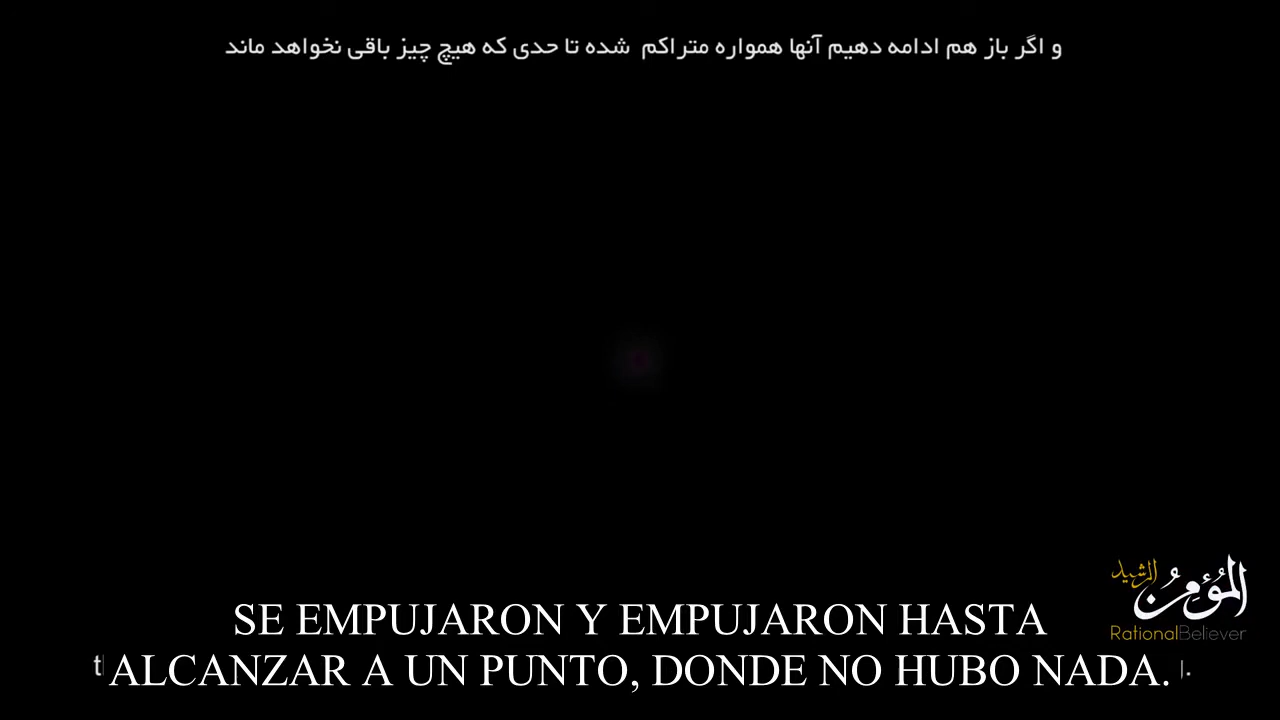 و اگر باز هم ادامه دهیم آنها همواره متراکم شده تا حدی که هیچ چیز باقی نخواهد ماند
المؤمن الرشيد
RationalBeliever
SE EMPUJARON Y EMPUJARON HASTA
ALCANZAR A UN PUNTO, DONDE NO HUBO NADA.